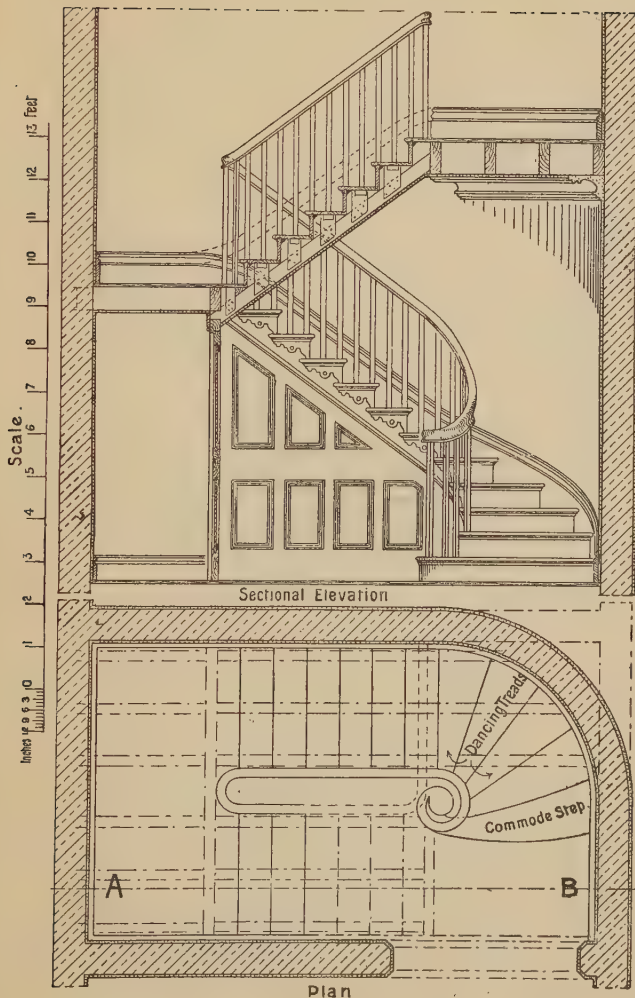 13 Feet
12
11
10
9
8
7
6
5
4
3
2
1
0
Inches 12 9 6 3
Scale.
Sectional Elevation
Dancing Treads
Commode Step
A
B
Plan